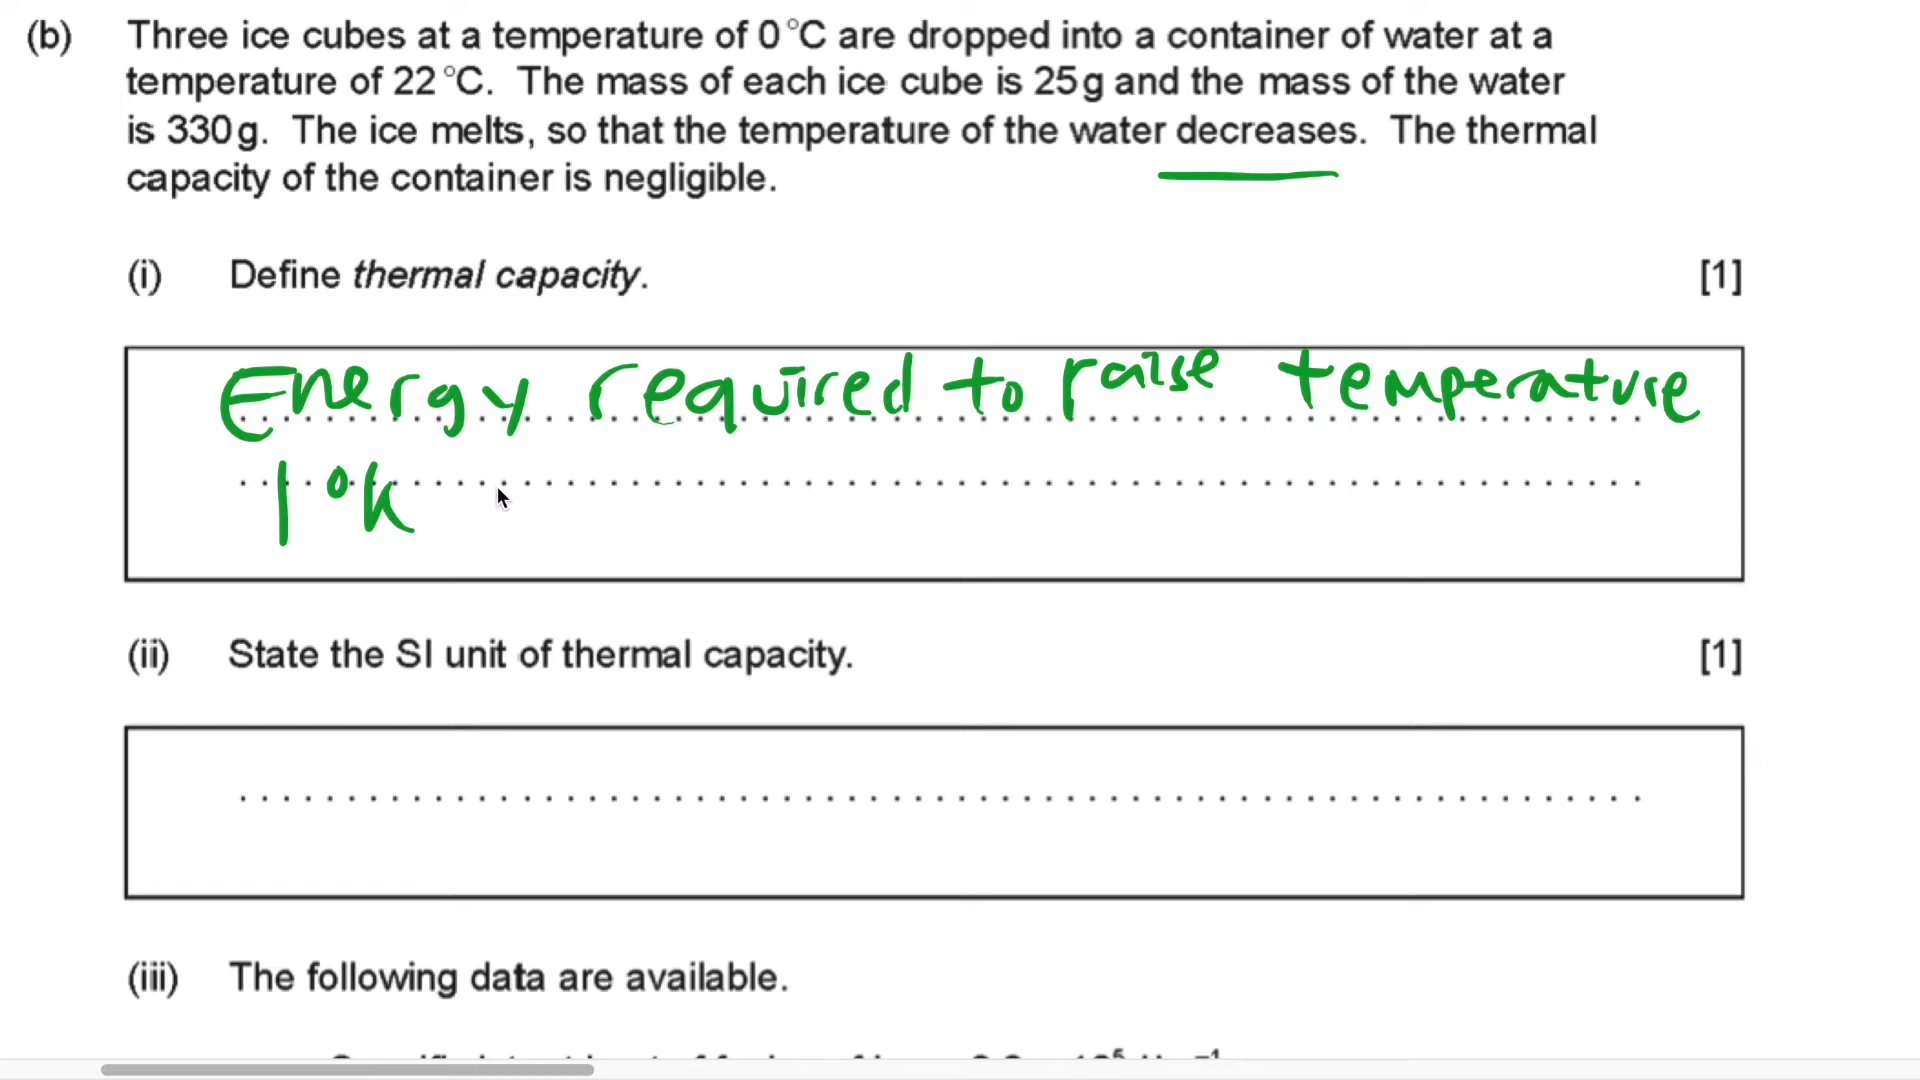 (b) Three ice cubes at a temperature of 0°C are dropped into a container of water at a
temperature of 22°C. The mass of each ice cube is 25g and the mass of the water
is 330g. The ice melts, so that the temperature of the water decreases. The thermal
capacity of the container is negligible.
(i) Define thermal capacity. [1]
Energy required to raise temperature
1°K
(ii) State the SI unit of thermal capacity. [1]
(iii) The following data are available.